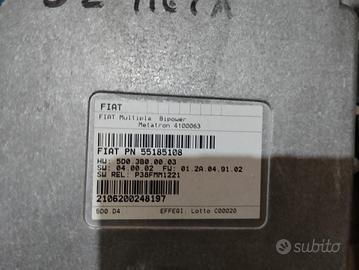 FIAT
FIAT Multipla Bipower
Metatron 4100063
FIAT PN 55185108
HW: 5D0.3B0.00.03
SW: 04.00.02 FW: 01.2A.04.91.02
SW REL: P38FMM1221
2106200248197
5D0 D4 EFFEGI: Lotto C00020
subito